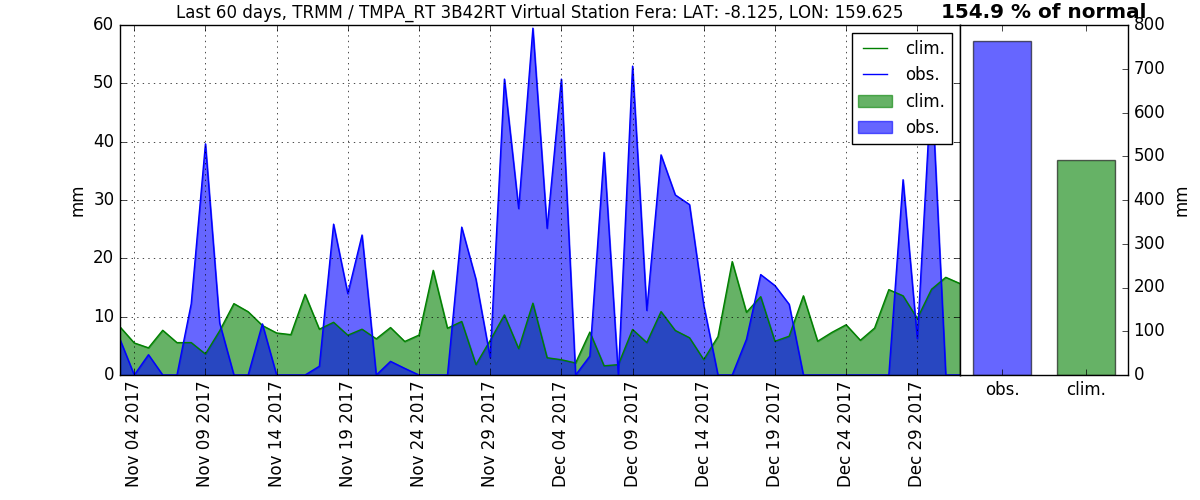 Last 60 days, TRMM / TMPA_RT 3B42RT Virtual Station Fera: LAT: -8.125, LON: 159.625
154.9 % of normal
mm
60
50
40
30
20
10
0
clim.
obs.
clim.
obs.
800
700
600
500
400
300
200
100
0
mm
Nov 04 2017
Nov 09 2017
Nov 14 2017
Nov 19 2017
Nov 24 2017
Nov 29 2017
Dec 04 2017
Dec 09 2017
Dec 14 2017
Dec 19 2017
Dec 24 2017
Dec 29 2017
obs.
clim.